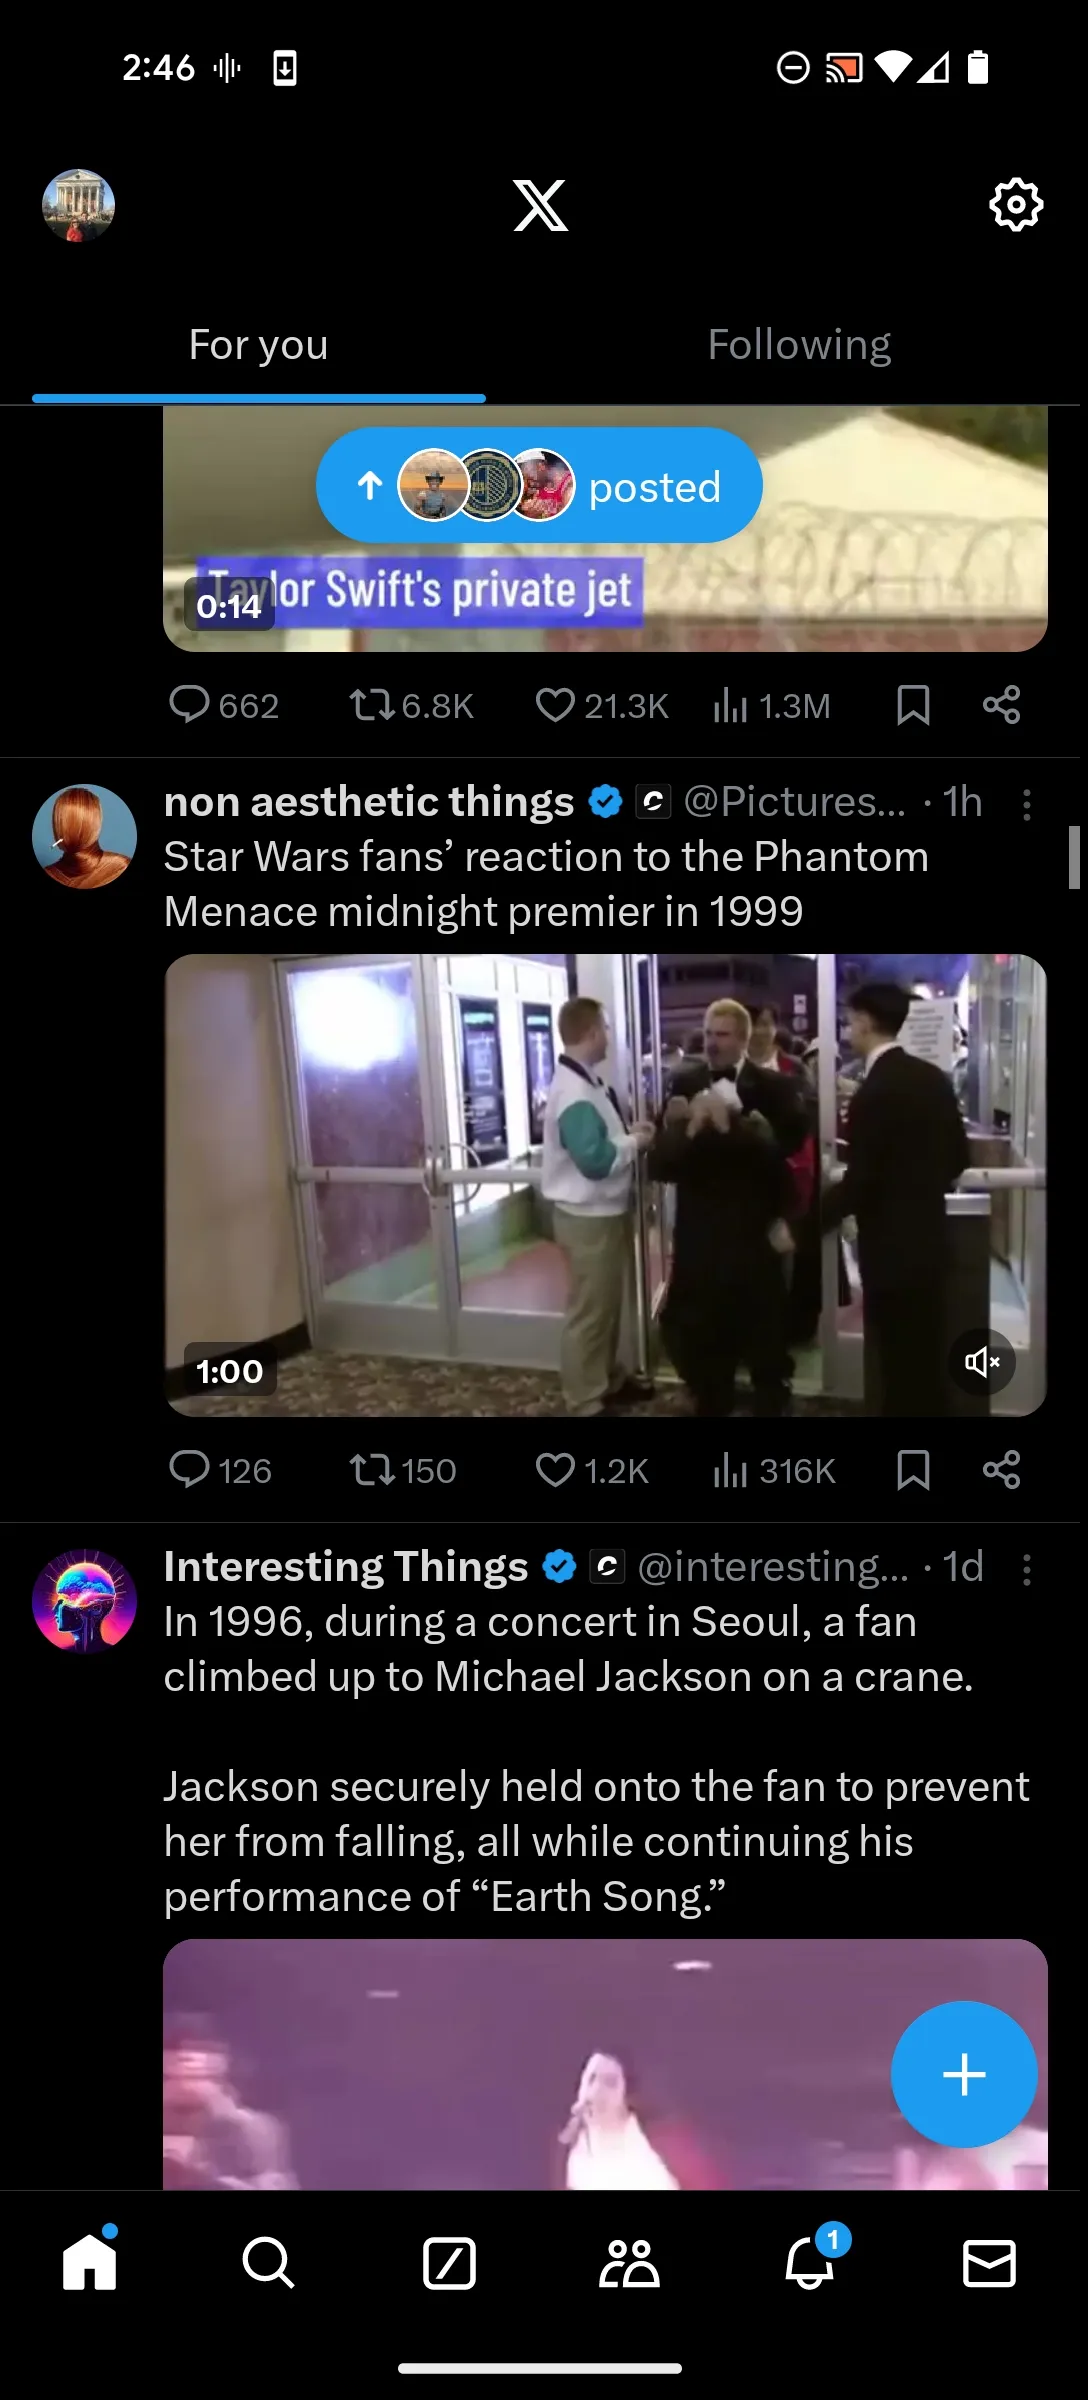 2:46
For you
Following
posted
Taylor Swift's private jet
0:14
662 6.8K 21.3K 1.3M
non aesthetic things @Pictures... · 1h
Star Wars fans’ reaction to the Phantom
Menace midnight premier in 1999
1:00
126 150 1.2K 316K
Interesting Things @interesting... · 1d
In 1996, during a concert in Seoul, a fan
climbed up to Michael Jackson on a crane.
Jackson securely held onto the fan to prevent
her from falling, all while continuing his
performance of “Earth Song.”
1